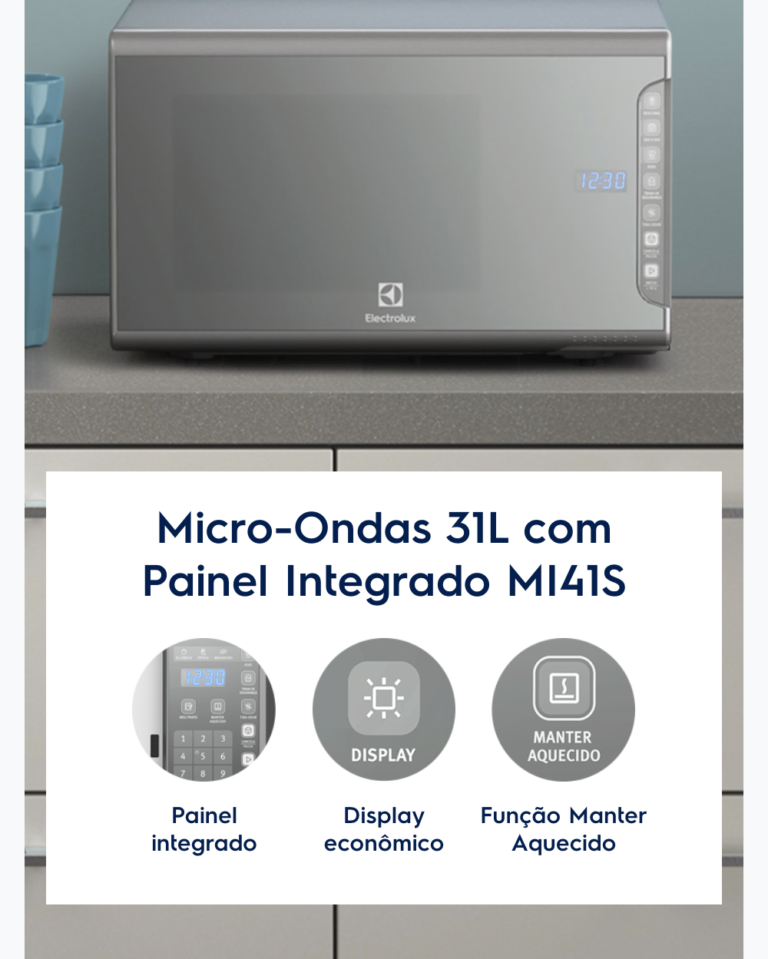 12:30
Electrolux
Micro-Ondas 31L com
Painel Integrado MI41S
12:30
1 2 3
4 5 6
7 8 9
DISPLAY
MANTER
AQUECIDO
Painel
integrado
Display
econômico
Função Manter
Aquecido